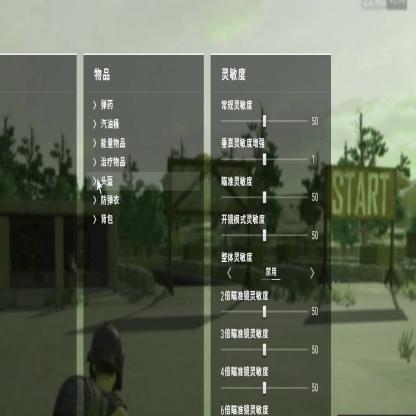 物品
弹药
汽油桶
能量物品
治疗物品
头盔
防弹衣
背包
灵敏度
常规灵敏度
50
垂直灵敏度增强
1
瞄准灵敏度
50
开镜模式灵敏度
50
整体灵敏度
禁用
2倍瞄准镜灵敏度
50
3倍瞄准镜灵敏度
50
4倍瞄准镜灵敏度
50
6倍瞄准镜灵敏度
START